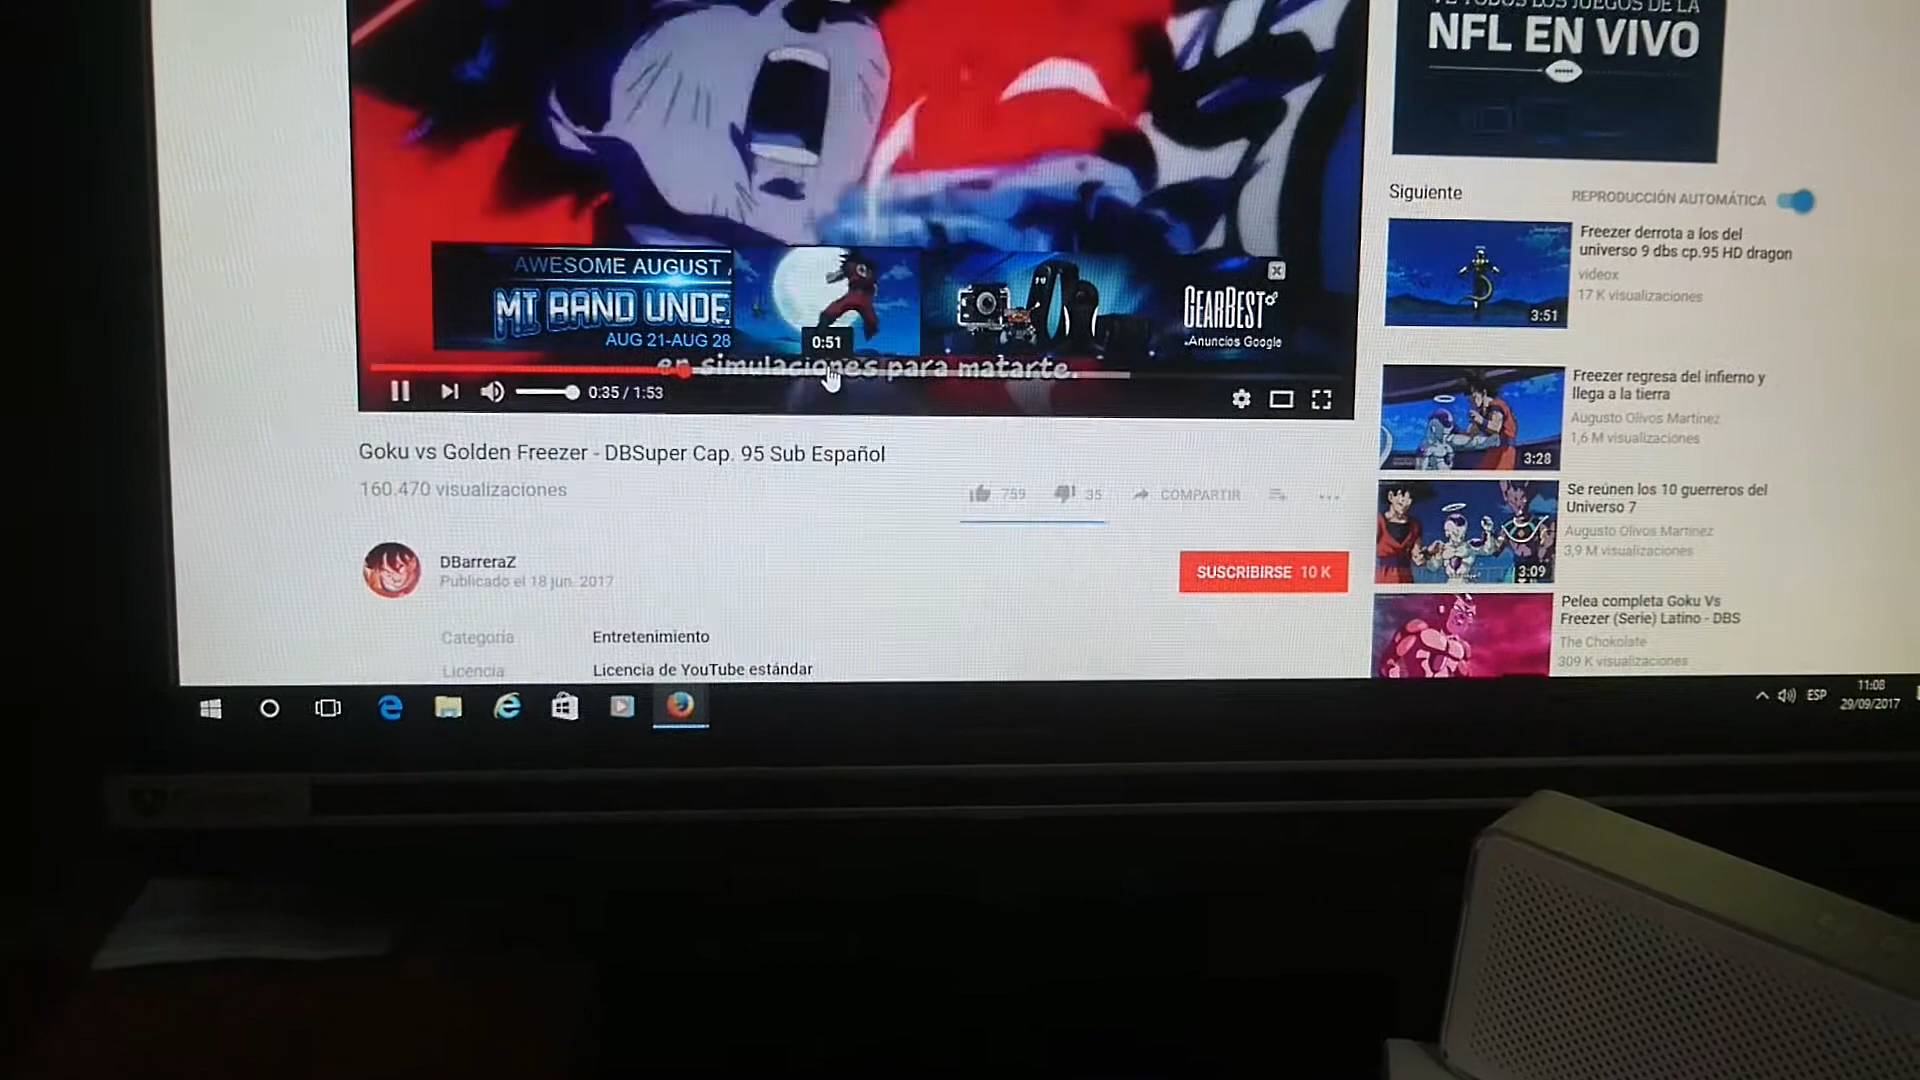 VE TODOS LOS JUEGOS DE LA
NFL EN VIVO
AWESOME AUGUST
MI BAND UNDE
AUG 21-AUG 28
GEARBEST
Anuncios Google
0:51
en simulaciones para matarte.
0:35 / 1:53
Goku vs Golden Freezer - DBSuper Cap. 95 Sub Español
160.470 visualizaciones
759
35
COMPARTIR
DBarreraZ
Publicado el 18 jun. 2017
SUSCRIBIRSE 10 K
Categoría
Entretenimiento
Licencia
Licencia de YouTube estándar
Siguiente
REPRODUCCIÓN AUTOMÁTICA
Freezer derrota a los del
universo 9 dbs cp.95 HD dragon
videox
17 K visualizaciones
3:51
Freezer regresa del infierno y
llega a la tierra
Augusto Olivos Martinez
1,6 M visualizaciones
3:28
Se reúnen los 10 guerreros del
Universo 7
Augusto Olivos Martinez
3,9 M visualizaciones
3:09
Pelea completa Goku Vs
Freezer (Serie) Latino - DBS
The Chokolate
309 K visualizaciones
ESP
11:08
29/09/2017